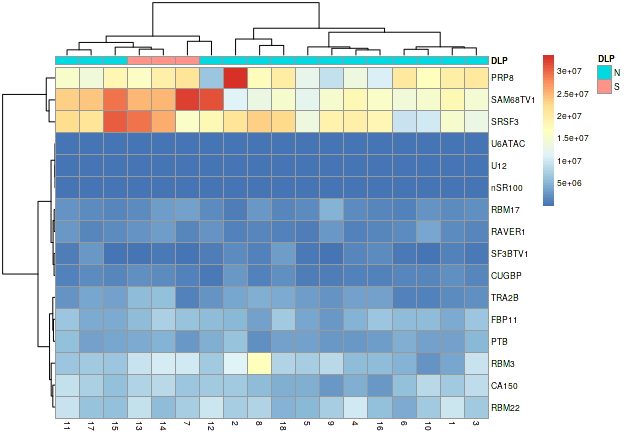 DLP
PRP8
SAM68TV1
SRSF3
U6ATAC
U12
nSR100
RBM17
RAVER1
SF3BTV1
CUGBP
TRA2B
FBP11
PTB
RBM3
CA150
RBM22
11 17 15 13 14 7 12 2 8 18 5 9 4 16 6 10 1 3
3e+07
2.5e+07
2e+07
1.5e+07
1e+07
5e+06
DLP
N
S